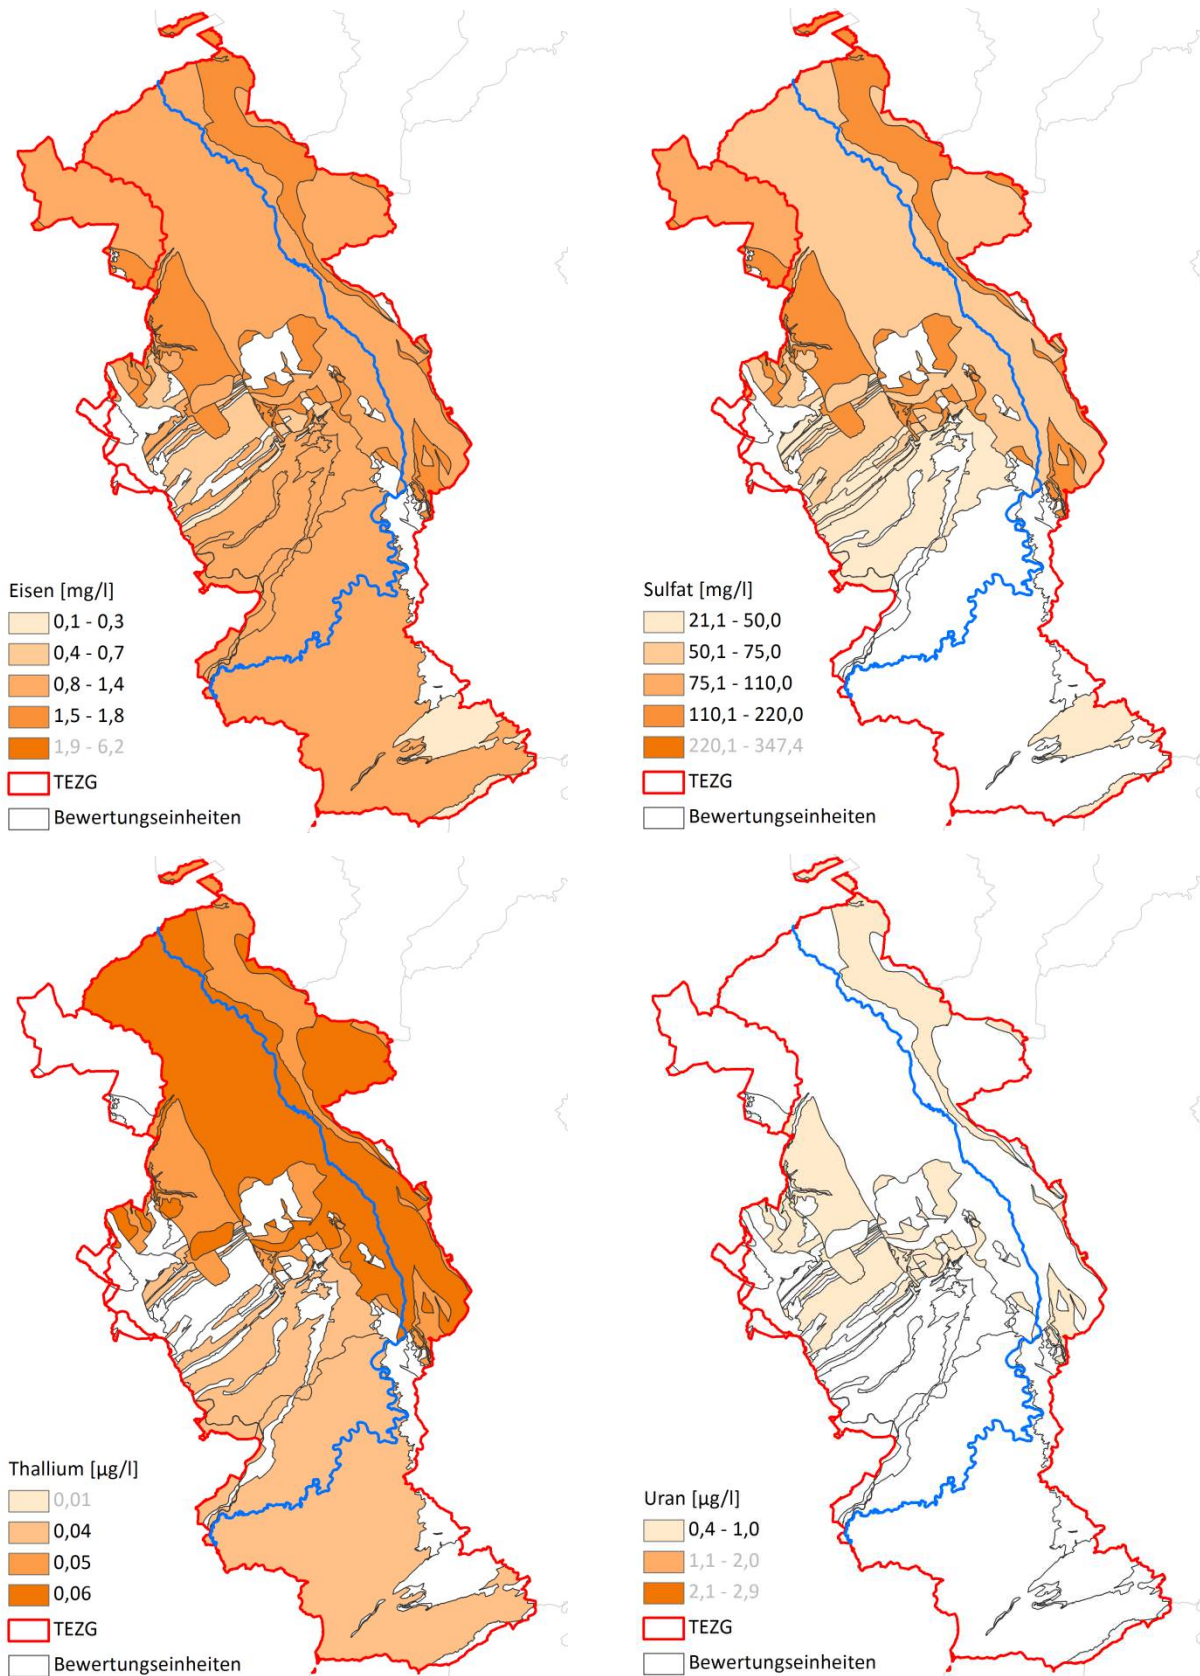 Eisen [mg/l]
0,1 - 0,3
0,4 - 0,7
0,8 - 1,4
1,5 - 1,8
1,9 - 6,2
TEZG
Bewertungseinheiten
Sulfat [mg/l]
21,1 - 50,0
50,1 - 75,0
75,1 - 110,0
110,1 - 220,0
220,1 - 347,4
TEZG
Bewertungseinheiten
Thallium [µg/l]
0,01
0,04
0,05
0,06
TEZG
Bewertungseinheiten
Uran [µg/l]
0,4 - 1,0
1,1 - 2,0
2,1 - 2,9
TEZG
Bewertungseinheiten